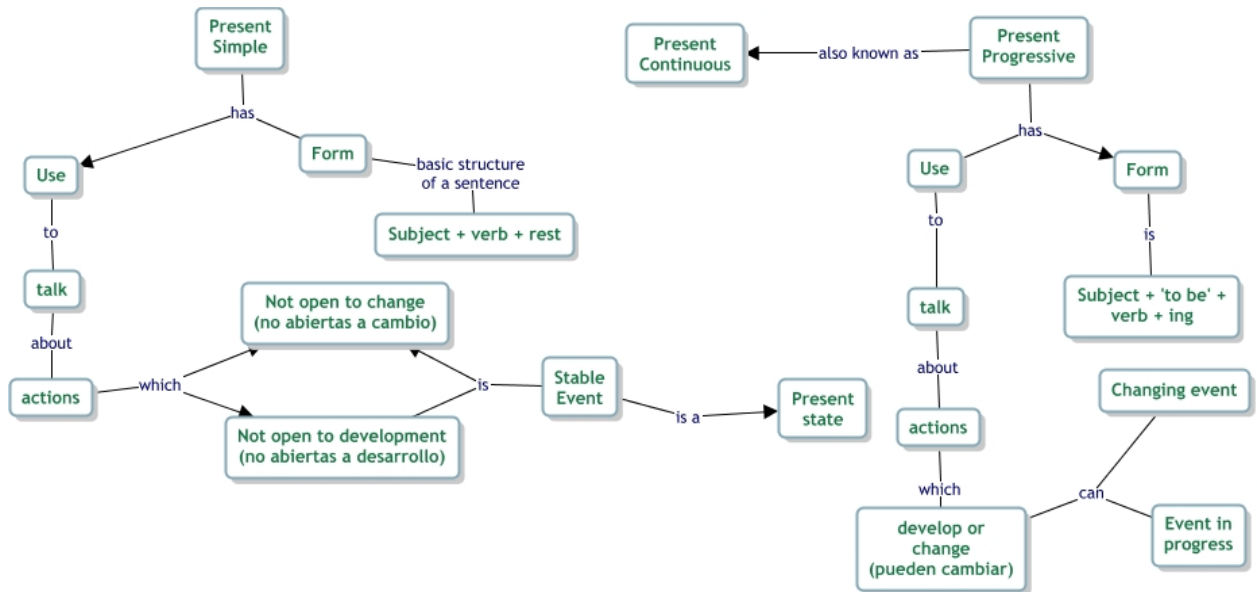 Present
Simple
has
Use
Form
basic structure
of a sentence
Subject + verb + rest
to
talk
about
actions
which
Not open to change
(no abiertas a cambio)
Not open to development
(no abiertas a desarrollo)
is
Stable
Event
is a
Present
state
Present
Continuous
also known as
Present
Progressive
has
Use
Form
to
is
talk
Subject + 'to be' +
verb + ing
about
actions
which
develop or
change
(pueden cambiar)
can
Changing event
Event in
progress